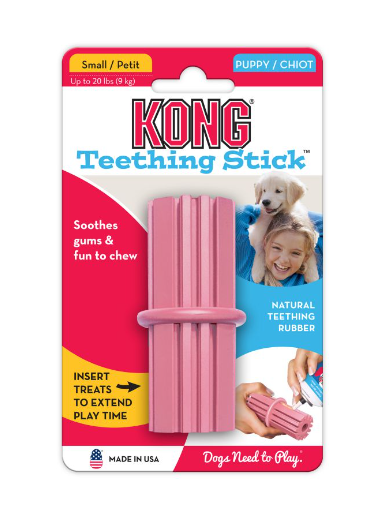 Small / Petit
Up to 20 lbs (9 kg)
PUPPY / CHIOT
KONG®
Teething Stick™
Soothes
gums &
fun to chew
NATURAL
TEETHING
RUBBER
INSERT
TREATS
TO EXTEND
PLAY TIME
MADE IN USA
Dogs Need to Play.®